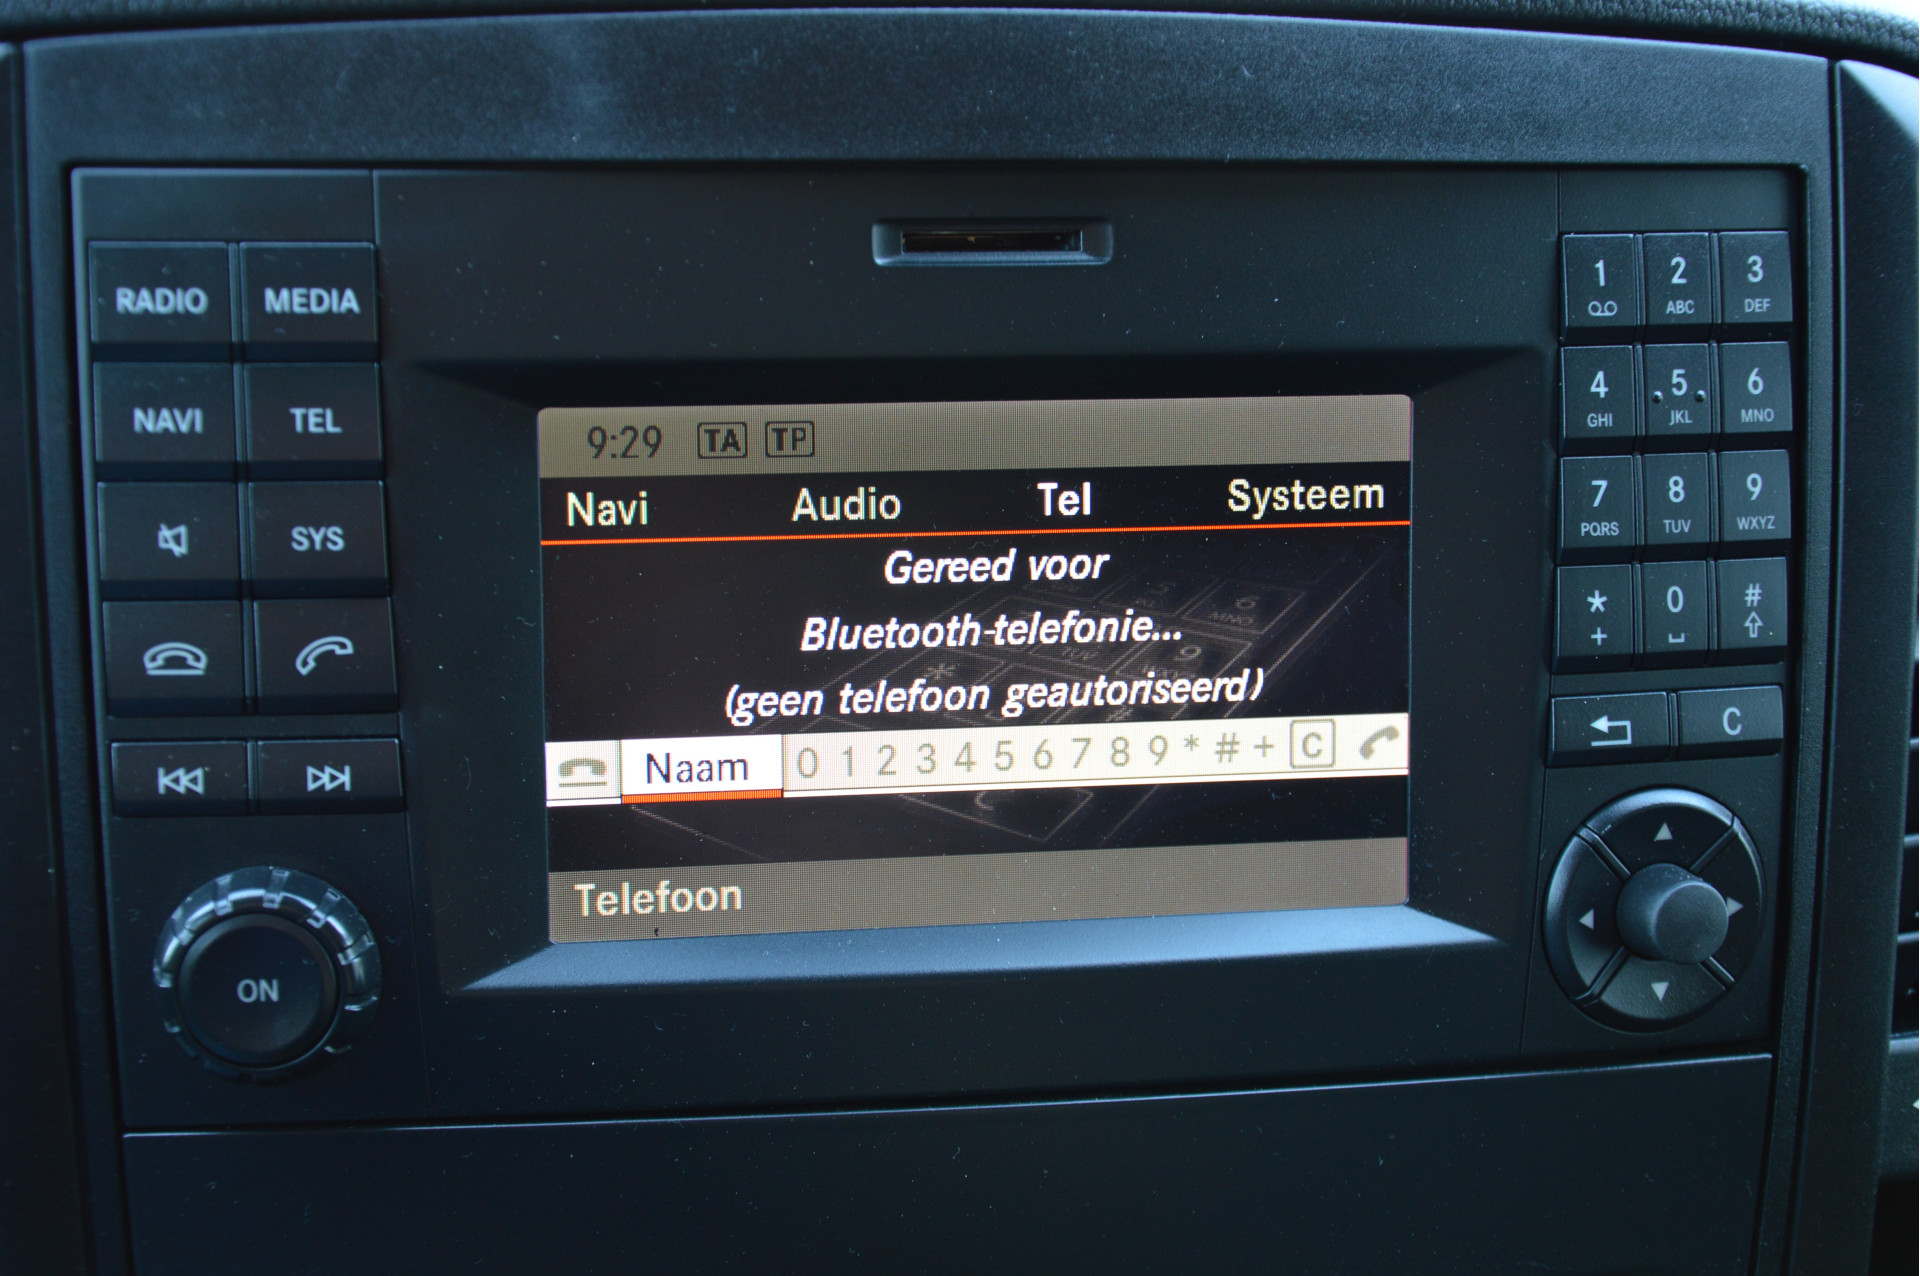 RADIO MEDIA
NAVI TEL
SYS
ON
9:29 TA TP
Navi Audio Tel Systeem
Gereed voor
Bluetooth-telefonie...
(geen telefoon geautoriseerd)
Naam 0 1 2 3 4 5 6 7 8 9 * # + C
Telefoon
1 2 3
ABC DEF
4 5 6
GHI JKL MNO
7 8 9
PQRS TUV WXYZ
* 0 #
+
C